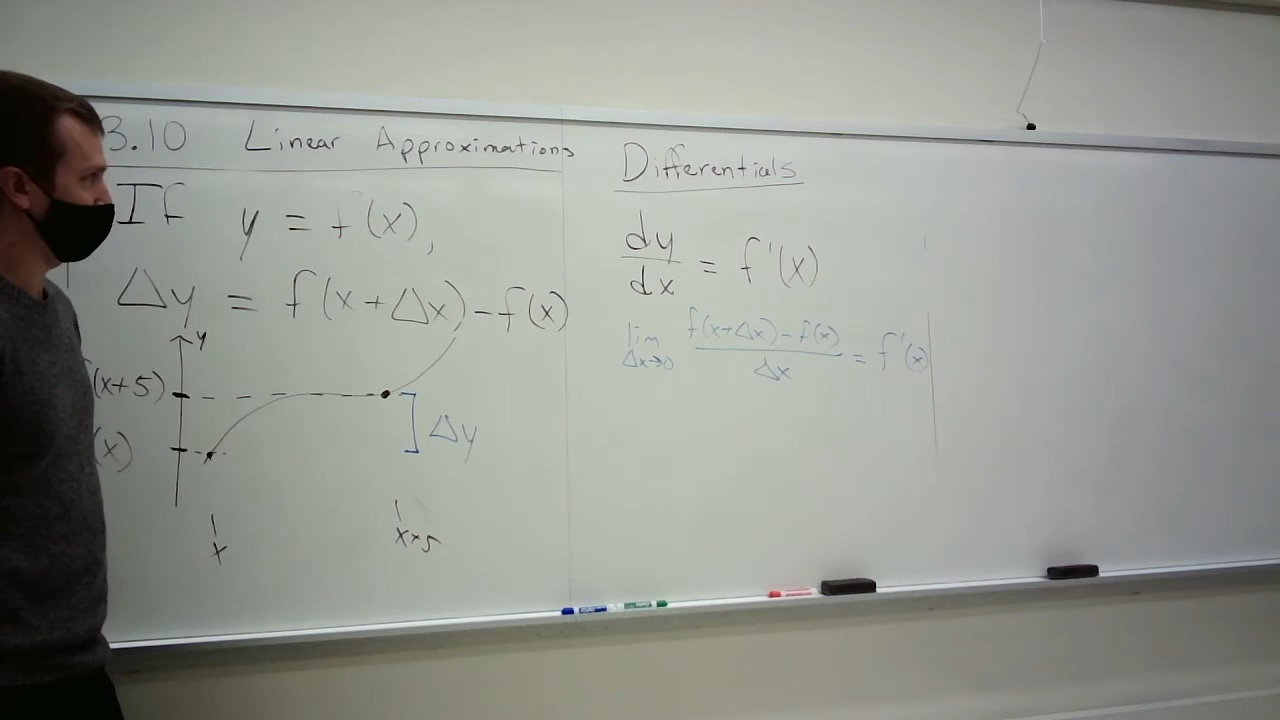 3.10 Linear Approximations
If y = f(x),
Δy = f(x+Δx)-f(x)
y
(x+5)
(x)
Δy
x
x+5
Differentials
dy/dx = f'(x)
lim Δx→0 f(x+Δx)-f(x)/Δx = f'(x)